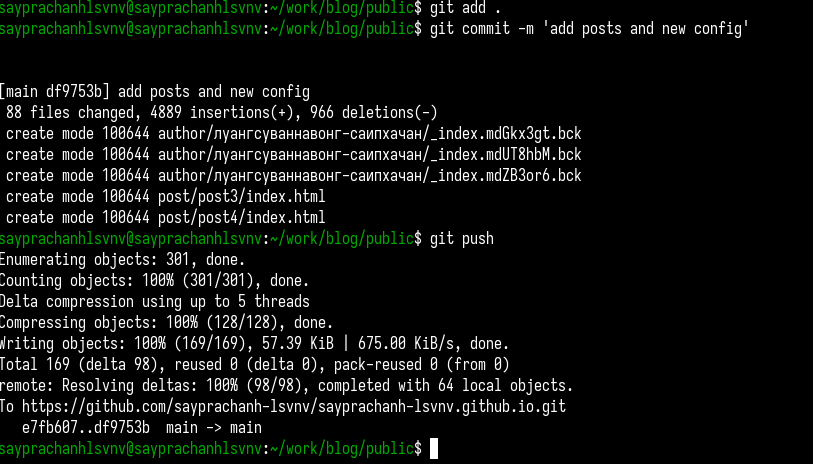 sayprachanhlsvnv@sayprachanhlsvnv:~/work/blog/public$ git add .
sayprachanhlsvnv@sayprachanhlsvnv:~/work/blog/public$ git commit -m 'add posts and new config'
[main df9753b] add posts and new config
 88 files changed, 4889 insertions(+), 966 deletions(-)
 create mode 100644 author/луангсуваннавонг-саипхачан/_index.mdGkx3gt.bck
 create mode 100644 author/луангсуваннавонг-саипхачан/_index.mdUT8hbM.bck
 create mode 100644 author/луангсуваннавонг-саипхачан/_index.mdZB3or6.bck
 create mode 100644 post/post3/index.html
 create mode 100644 post/post4/index.html
sayprachanhlsvnv@sayprachanhlsvnv:~/work/blog/public$ git push
Enumerating objects: 301, done.
Counting objects: 100% (301/301), done.
Delta compression using up to 5 threads
Compressing objects: 100% (128/128), done.
Writing objects: 100% (169/169), 57.39 KiB | 675.00 KiB/s, done.
Total 169 (delta 98), reused 0 (delta 0), pack-reused 0 (from 0)
remote: Resolving deltas: 100% (98/98), completed with 64 local objects.
To https://github.com/sayprachanh-lsvnv/sayprachanh-lsvnv.github.io.git
   e7fb607..df9753b  main -> main
sayprachanhlsvnv@sayprachanhlsvnv:~/work/blog/public$